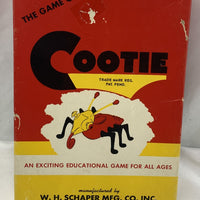 THE GAME O
COOTIE
TRADE MARK REG.
PAT. PEND.
AN EXCITING EDUCATIONAL GAME FOR ALL AGES
manufactured by
W. H. SCHAPER MFG. CO. INC.